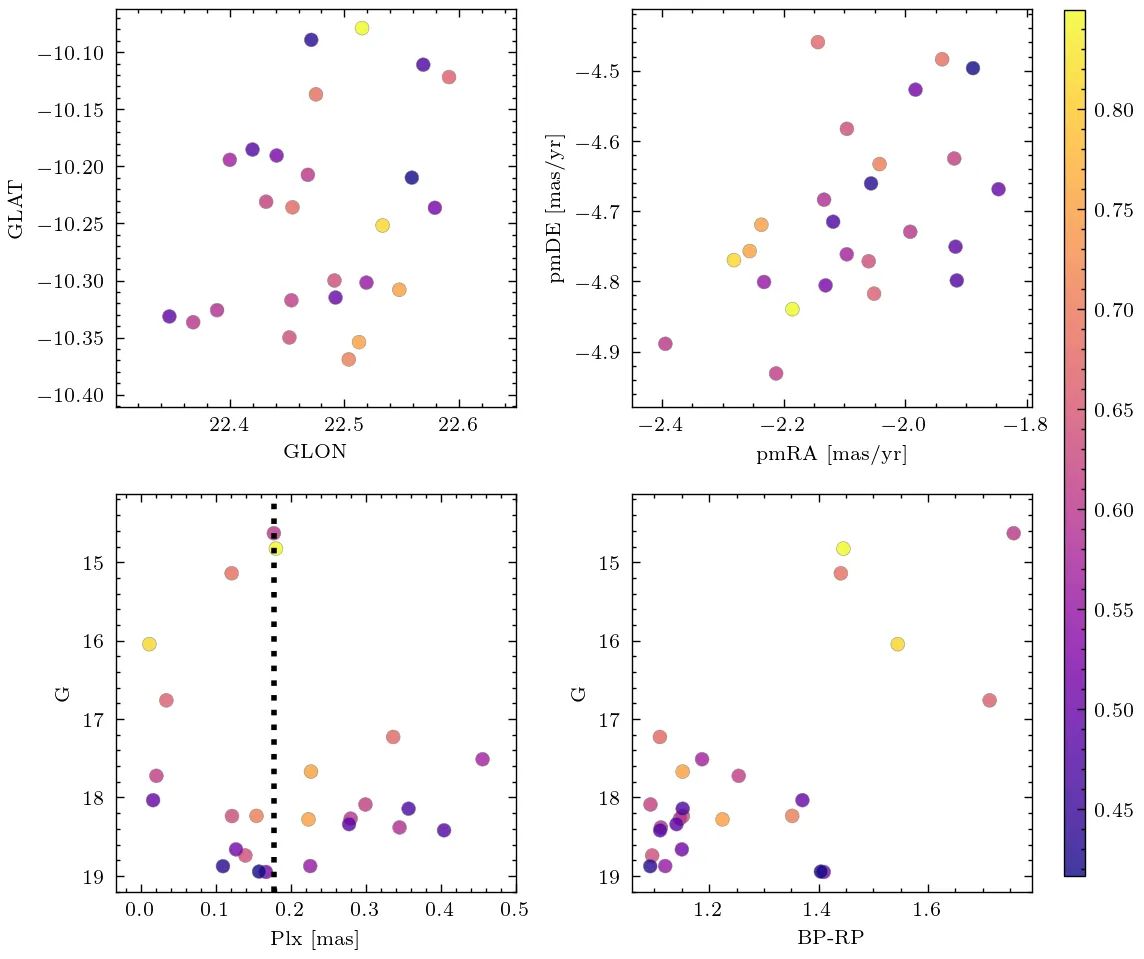 −10.10
−10.15
−10.20
−10.25
−10.30
−10.35
−10.40
GLAT
22.4 22.5 22.6
GLON
−4.5
−4.6
−4.7
−4.8
−4.9
pmDE [mas/yr]
−2.4 −2.2 −2.0 −1.8
pmRA [mas/yr]
15
16
17
18
19
G
0.0 0.1 0.2 0.3 0.4 0.5
Plx [mas]
15
16
17
18
19
G
1.2 1.4 1.6
BP-RP
0.80
0.75
0.70
0.65
0.60
0.55
0.50
0.45